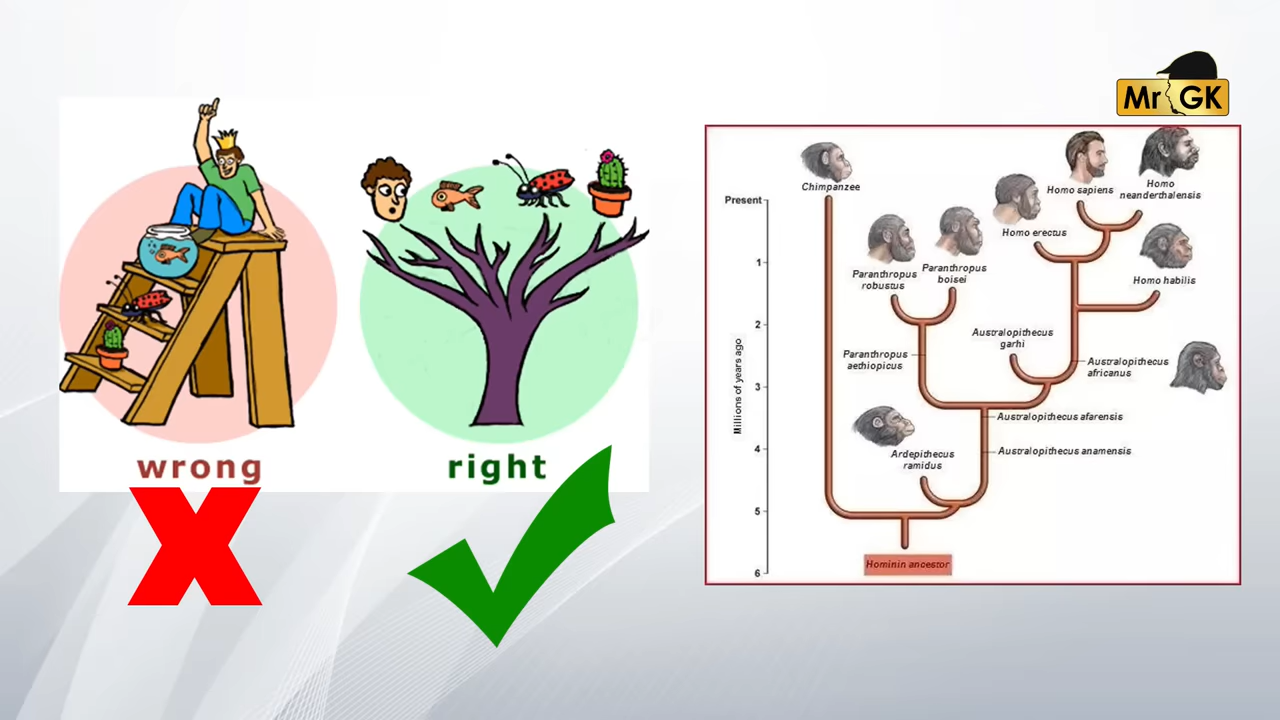 Mr GK
wrong
right
X
Chimpanzee
Homo sapiens
Homo
neanderthalensis
Present
Homo erectus
Paranthropus
robustus
Paranthropus
boisei
1
Homo habilis
2
Australopithecus
garhi
Paranthropus
aethiopicus
Australopithecus
africanus
Millions of years ago
3
Australopithecus afarensis
4
Ardepithecus
ramidus
Australopithecus anamensis
5
Hominin ancestor
6